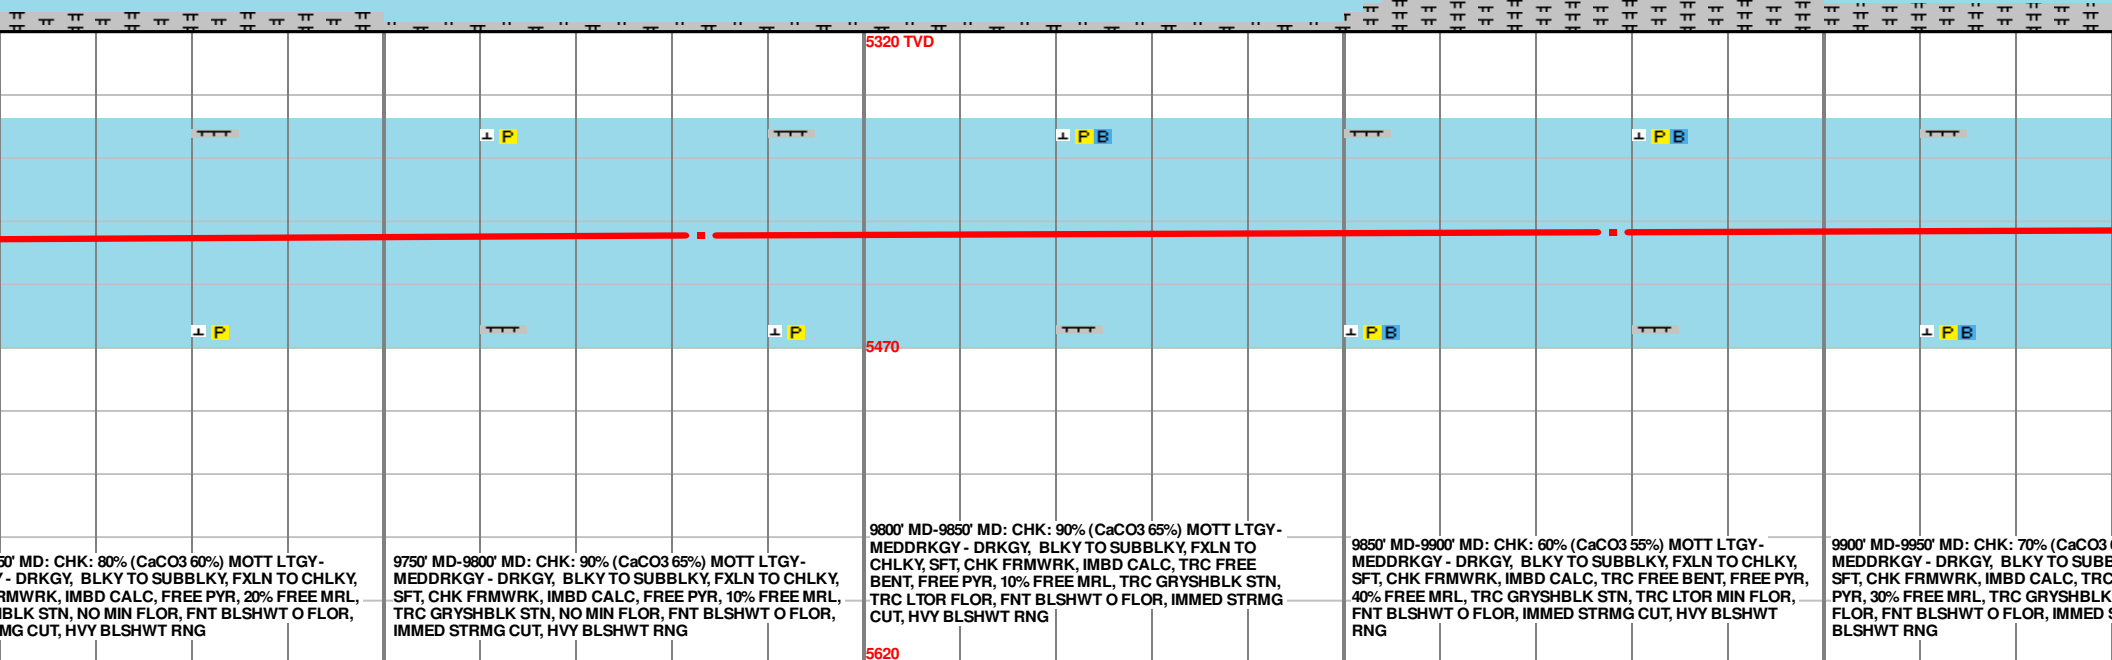 5320 TVD
P
P B
P B
P
P
P B
P B
5470
50' MD: CHK: 80% (CaCO3 60%) MOTT LTGY-
- DRKGY, BLKY TO SUBBLKY, FXLN TO CHLKY,
RMWRK, IMBD CALC, FREE PYR, 20% FREE MRL,
BLK STN, NO MIN FLOR, FNT BLSHWT O FLOR,
MG CUT, HVY BLSHWT RNG
9750' MD-9800' MD: CHK: 90% (CaCO3 65%) MOTT LTGY-
MEDDRKGY - DRKGY, BLKY TO SUBBLKY, FXLN TO CHLKY,
SFT, CHK FRMWRK, IMBD CALC, FREE PYR, 10% FREE MRL,
TRC GRYSHBLK STN, NO MIN FLOR, FNT BLSHWT O FLOR,
IMMED STRMG CUT, HVY BLSHWT RNG
9800' MD-9850' MD: CHK: 90% (CaCO3 65%) MOTT LTGY-
MEDDRKGY - DRKGY, BLKY TO SUBBLKY, FXLN TO
CHLKY, SFT, CHK FRMWRK, IMBD CALC, TRC FREE
BENT, FREE PYR, 10% FREE MRL, TRC GRYSHBLK STN,
TRC LTOR FLOR, FNT BLSHWT O FLOR, IMMED STRMG
CUT, HVY BLSHWT RNG
9850' MD-9900' MD: CHK: 60% (CaCO3 55%) MOTT LTGY-
MEDDRKGY - DRKGY, BLKY TO SUBBLKY, FXLN TO CHLKY,
SFT, CHK FRMWRK, IMBD CALC, TRC FREE BENT, FREE PYR,
40% FREE MRL, TRC GRYSHBLK STN, TRC LTOR MIN FLOR,
FNT BLSHWT O FLOR, IMMED STRMG CUT, HVY BLSHWT
RNG
9900' MD-9950' MD: CHK: 70% (CaCO3
MEDDRKGY - DRKGY, BLKY TO SUBB
SFT, CHK FRMWRK, IMBD CALC, TRC
PYR, 30% FREE MRL, TRC GRYSHBLK
FLOR, FNT BLSHWT O FLOR, IMMED S
BLSHWT RNG
5620